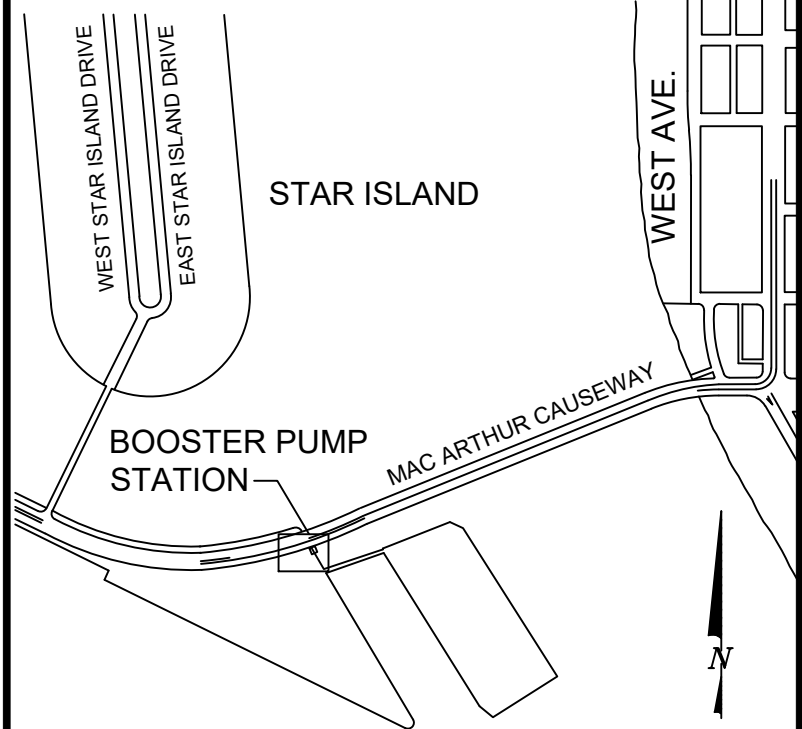 WEST STAR ISLAND DRIVE
EAST STAR ISLAND DRIVE
STAR ISLAND
WEST AVE.
MAC ARTHUR CAUSEWAY
BOOSTER PUMP
STATION
N